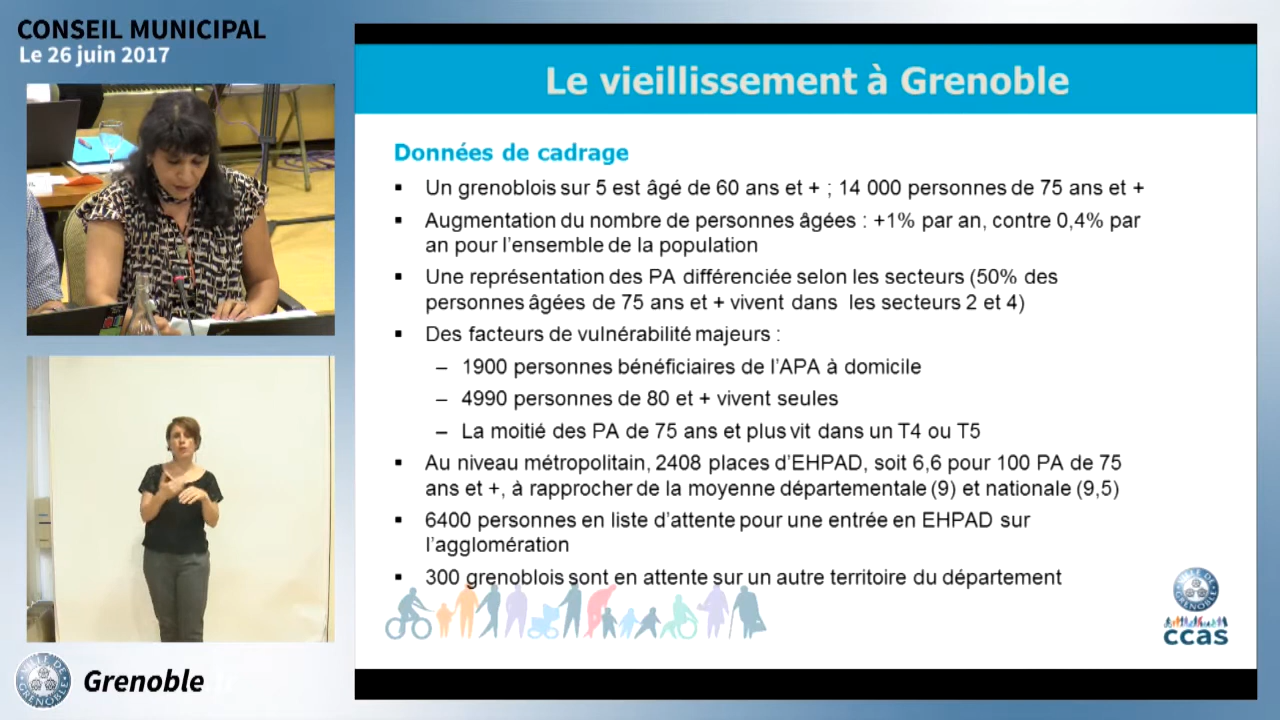 CONSEIL MUNICIPAL
Le 26 juin 2017
Le vieillissement à Grenoble
Données de cadrage
▪ Un grenoblois sur 5 est âgé de 60 ans et + ; 14 000 personnes de 75 ans et +
▪ Augmentation du nombre de personnes âgées : +1% par an, contre 0,4% par
an pour l'ensemble de la population
▪ Une représentation des PA différenciée selon les secteurs (50% des
personnes âgées de 75 ans et + vivent dans les secteurs 2 et 4)
▪ Des facteurs de vulnérabilité majeurs :
– 1900 personnes bénéficiaires de l'APA à domicile
– 4990 personnes de 80 et + vivent seules
– La moitié des PA de 75 ans et plus vit dans un T4 ou T5
▪ Au niveau métropolitain, 2408 places d'EHPAD, soit 6,6 pour 100 PA de 75
ans et +, à rapprocher de la moyenne départementale (9) et nationale (9,5)
▪ 6400 personnes en liste d'attente pour une entrée en EHPAD sur
l'agglomération
▪ 300 grenoblois sont en attente sur un autre territoire du département
VILLE DE
GRENOBLE
ccas
VILLE DE
GRENOBLE
Grenoble